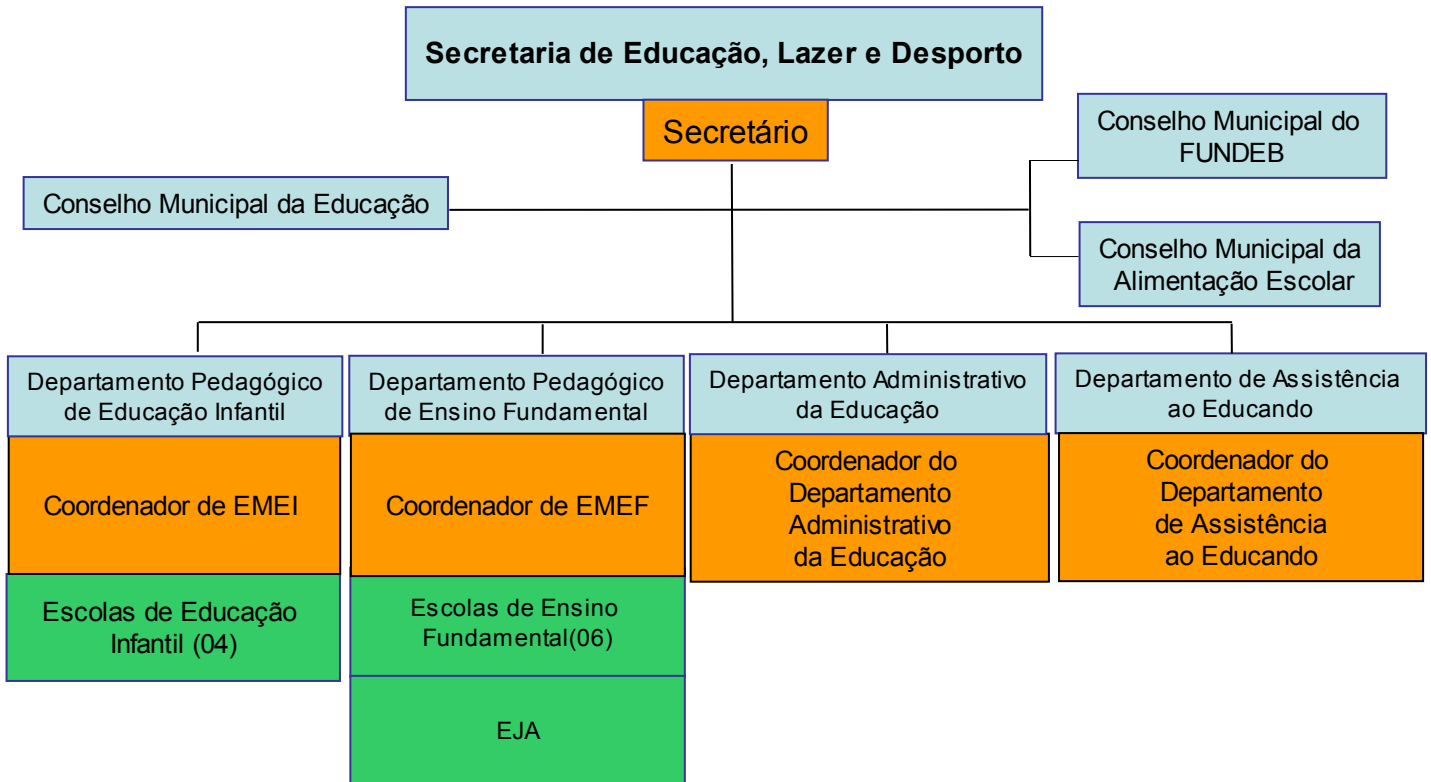 Secretaria de Educação, Lazer e Desporto
Secretário
Conselho Municipal do
FUNDEB
Conselho Municipal da Educação
Conselho Municipal da
Alimentação Escolar
Departamento Pedagógico
de Educação Infantil
Departamento Pedagógico
de Ensino Fundamental
Departamento Administrativo
da Educação
Departamento de Assistência
ao Educando
Coordenador de EMEI
Coordenador de EMEF
Coordenador do
Departamento
Administrativo
da Educação
Coordenador do
Departamento
de Assistência
ao Educando
Escolas de Educação
Infantil (04)
Escolas de Ensino
Fundamental(06)
EJA